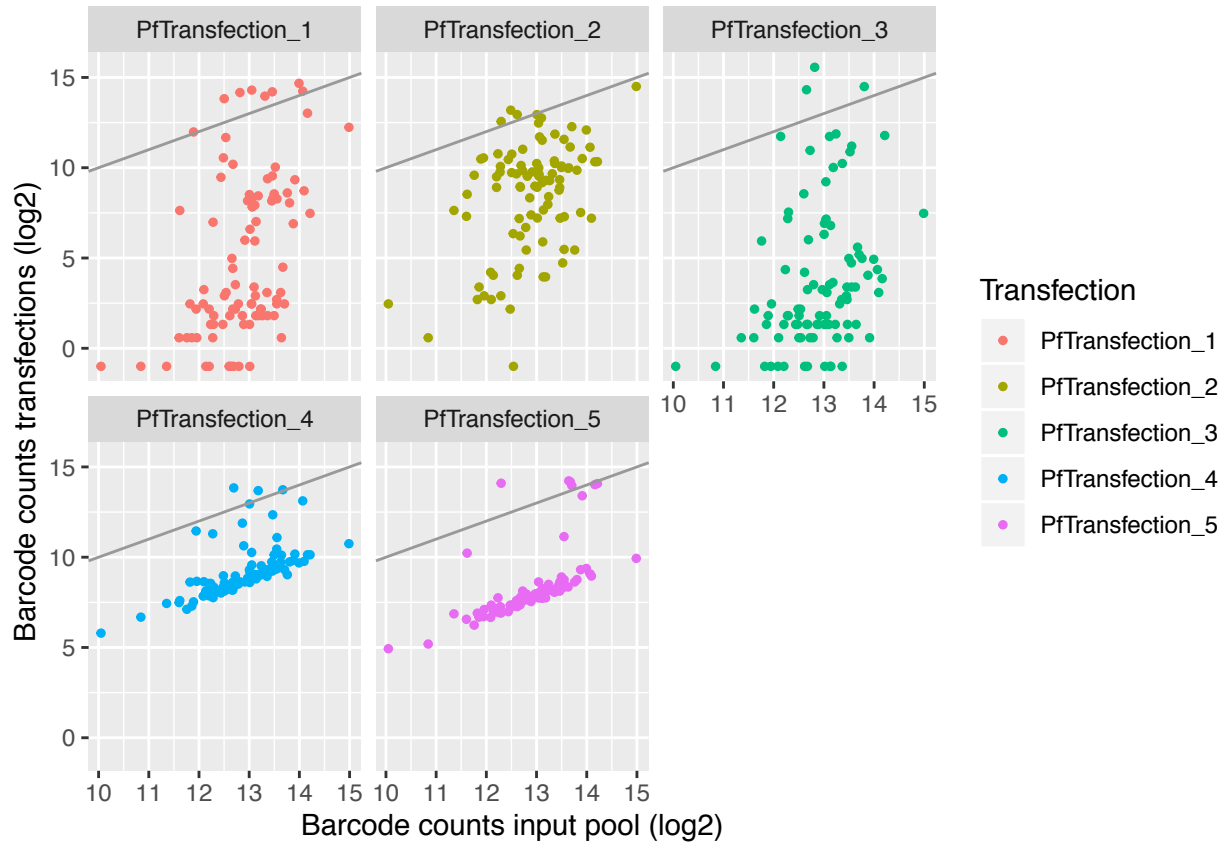 PfTransfection_1 PfTransfection_2 PfTransfection_3
15
10
5
0
10 11 12 13 14 15
PfTransfection_4 PfTransfection_5
15
10
5
0
10 11 12 13 14 15 10 11 12 13 14 15
Barcode counts input pool (log2)
Barcode counts transfections (log2)
Transfection
PfTransfection_1
PfTransfection_2
PfTransfection_3
PfTransfection_4
PfTransfection_5